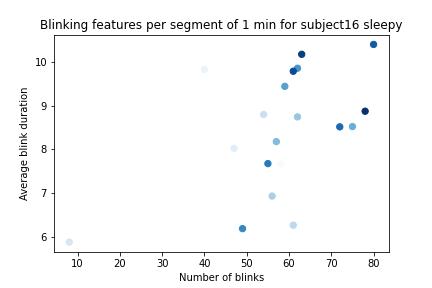 Blinking features per segment of 1 min for subject16 sleepy
Average blink duration
10
9
8
7
6
10 20 30 40 50 60 70 80
Number of blinks